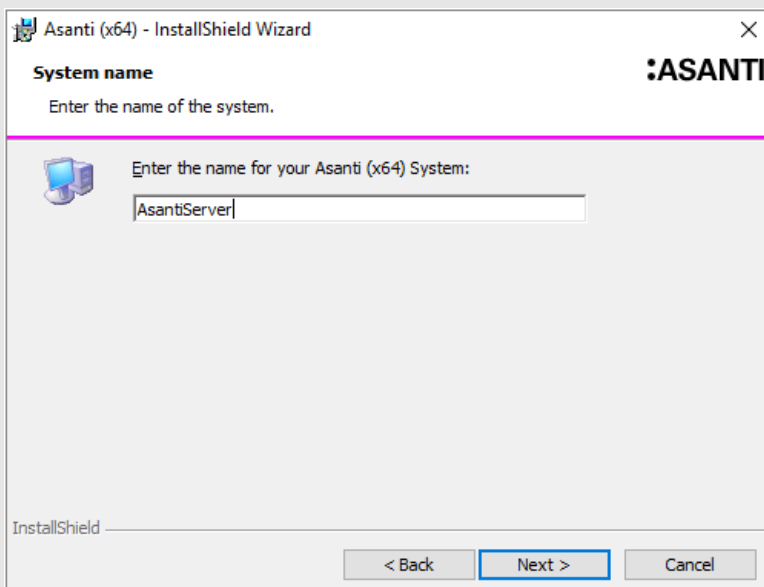 Asanti (x64) - InstallShield Wizard
System name
:ASANTI
Enter the name of the system.
Enter the name for your Asanti (x64) System:
AsantiServer
InstallShield
< Back
Next >
Cancel